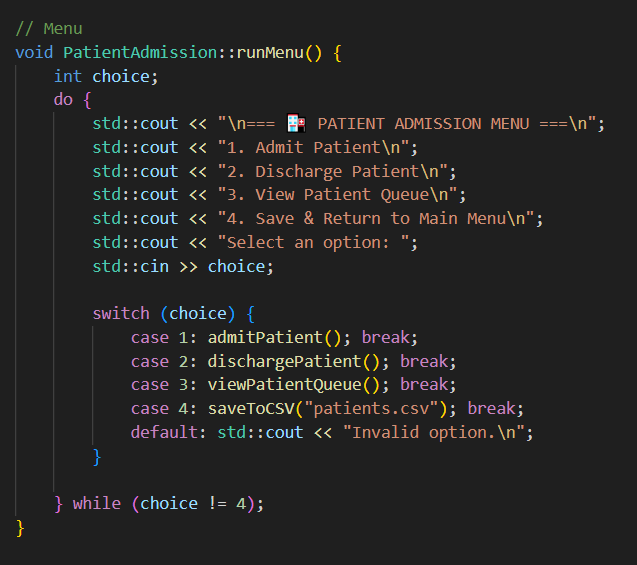 // Menu
void PatientAdmission::runMenu() {
    int choice;
    do {
        std::cout << "\n=== 🏥 PATIENT ADMISSION MENU ===\n";
        std::cout << "1. Admit Patient\n";
        std::cout << "2. Discharge Patient\n";
        std::cout << "3. View Patient Queue\n";
        std::cout << "4. Save & Return to Main Menu\n";
        std::cout << "Select an option: ";
        std::cin >> choice;

        switch (choice) {
            case 1: admitPatient(); break;
            case 2: dischargePatient(); break;
            case 3: viewPatientQueue(); break;
            case 4: saveToCSV("patients.csv"); break;
            default: std::cout << "Invalid option.\n";
        }

    } while (choice != 4);
}